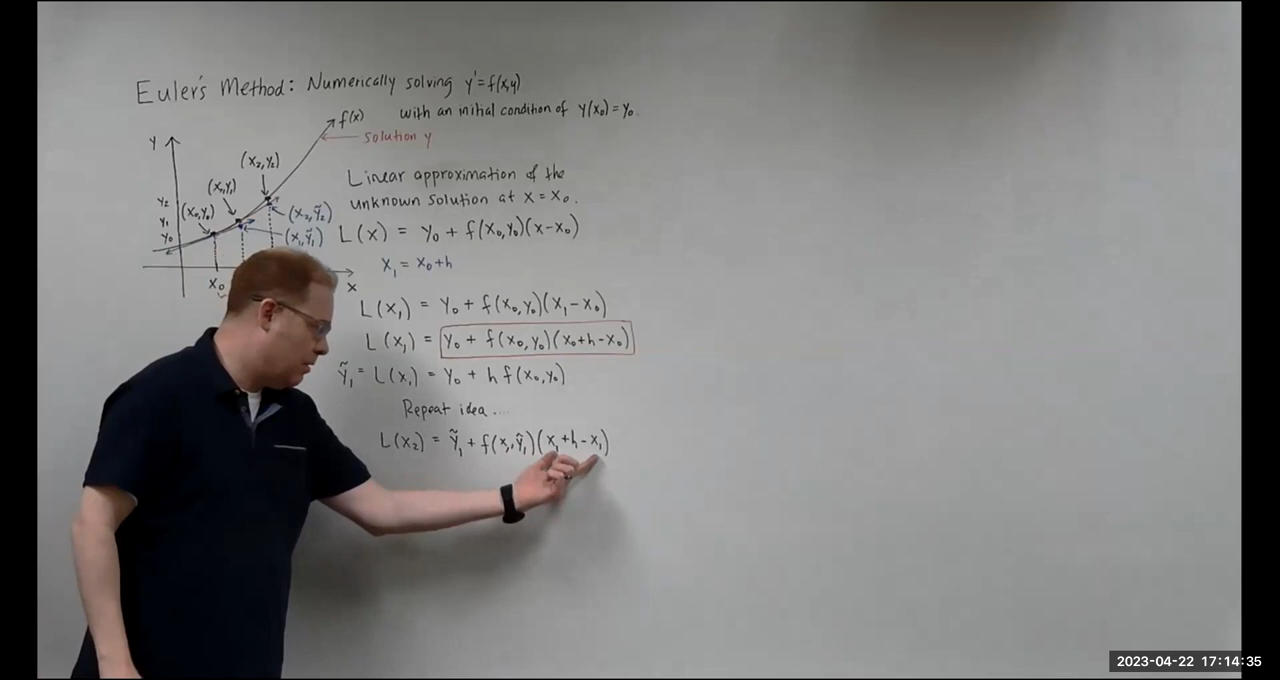 Euler's Method: Numerically solving y'=f(x,y)
with an initial condition of y(x₀)=y₀.
f(x)
solution y
y
(x₂,y₂)
(x₁,y₁)
(x₀,y₀)
y₂
y₁
y₀
(x₂,ỹ₂)
(x₁,ỹ₁)
x₀
x
Linear approximation of the
unknown solution at x=x₀.
L(x) = y₀ + f(x₀,y₀)(x-x₀)
x₁ = x₀+h
L(x₁) = y₀ + f(x₀,y₀)(x₁-x₀)
L(x₁) = y₀ + f(x₀,y₀)(x₀+h-x₀)
ỹ₁ = L(x₁) = y₀ + h f(x₀,y₀)
Repeat idea....
L(x₂) = ỹ₁ + f(x₁,ỹ₁)(x₁+h-x₁)
2023-04-22 17:14:35